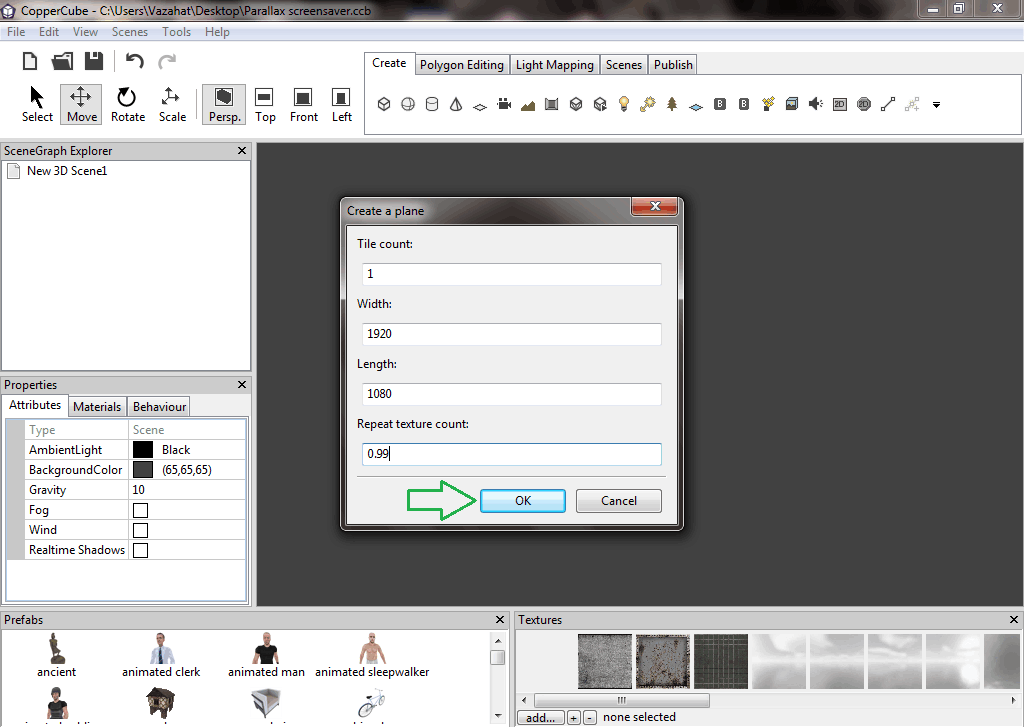 CopperCube - C:\Users\Vazahat\Desktop\Parallax screensaver.ccb
File Edit View Scenes Tools Help
Create Polygon Editing Light Mapping Scenes Publish
Select Move Rotate Scale Persp. Top Front Left
B B 2D 2D
SceneGraph Explorer
New 3D Scene1
Create a plane
Tile count:
1
Width:
1920
Length:
1080
Repeat texture count:
0.99
OK Cancel
Properties
Attributes Materials Behaviour
Type Scene
AmbientLight Black
BackgroundColor (65,65,65)
Gravity 10
Fog
Wind
Realtime Shadows
Prefabs
ancient animated clerk animated man animated sleepwalker
Textures
add... + - none selected